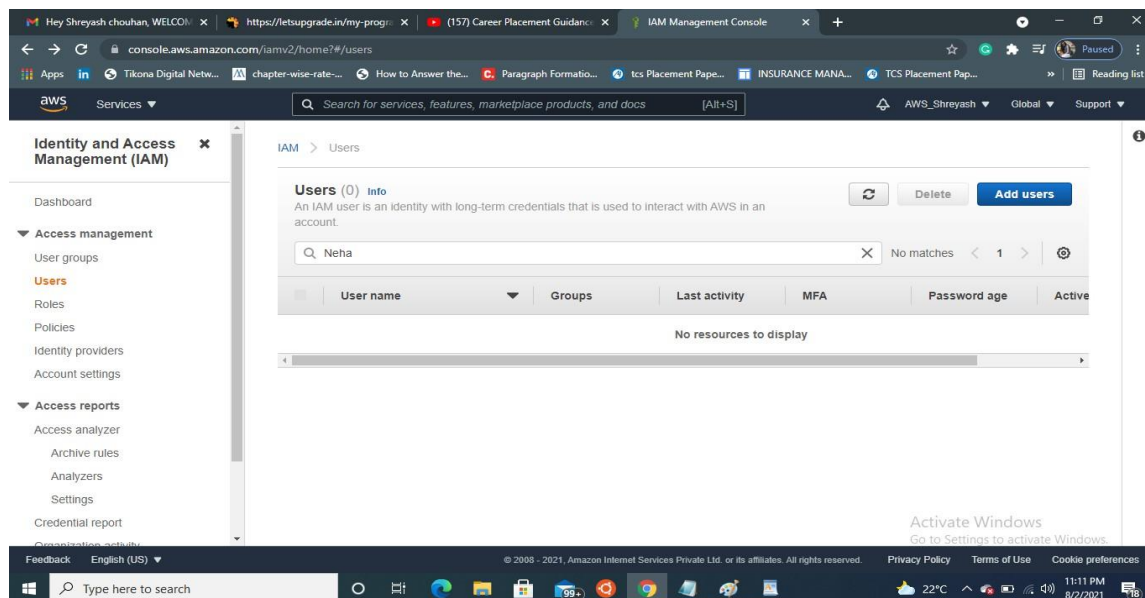 Hey Shreyash chouhan, WELCOM
https://letsupgrade.in/my-progra
(157) Career Placement Guidance
IAM Management Console
console.aws.amazon.com/iamv2/home?#/users
Paused
Apps
Tikona Digital Netw...
chapter-wise-rate-...
How to Answer the...
Paragraph Formatio...
tcs Placement Pape...
INSURANCE MANA...
TCS Placement Pap...
Reading list
aws
Services
Search for services, features, marketplace products, and docs
[Alt+S]
AWS_Shreyash
Global
Support
Identity and Access
Management (IAM)
Dashboard
Access management
User groups
Users
Roles
Policies
Identity providers
Account settings
Access reports
Access analyzer
Archive rules
Analyzers
Settings
Credential report
Organization activity
IAM > Users
Users (0) Info
An IAM user is an identity with long-term credentials that is used to interact with AWS in an
account.
Delete
Add users
Neha
No matches
1
User name
Groups
Last activity
MFA
Password age
Active
No resources to display
Activate Windows
Go to Settings to activate Windows.
Feedback
English (US)
© 2008 - 2021, Amazon Internet Services Private Ltd. or its affiliates. All rights reserved.
Privacy Policy
Terms of Use
Cookie preferences
Type here to search
99+
22°C
11:11 PM
8/2/2021
18